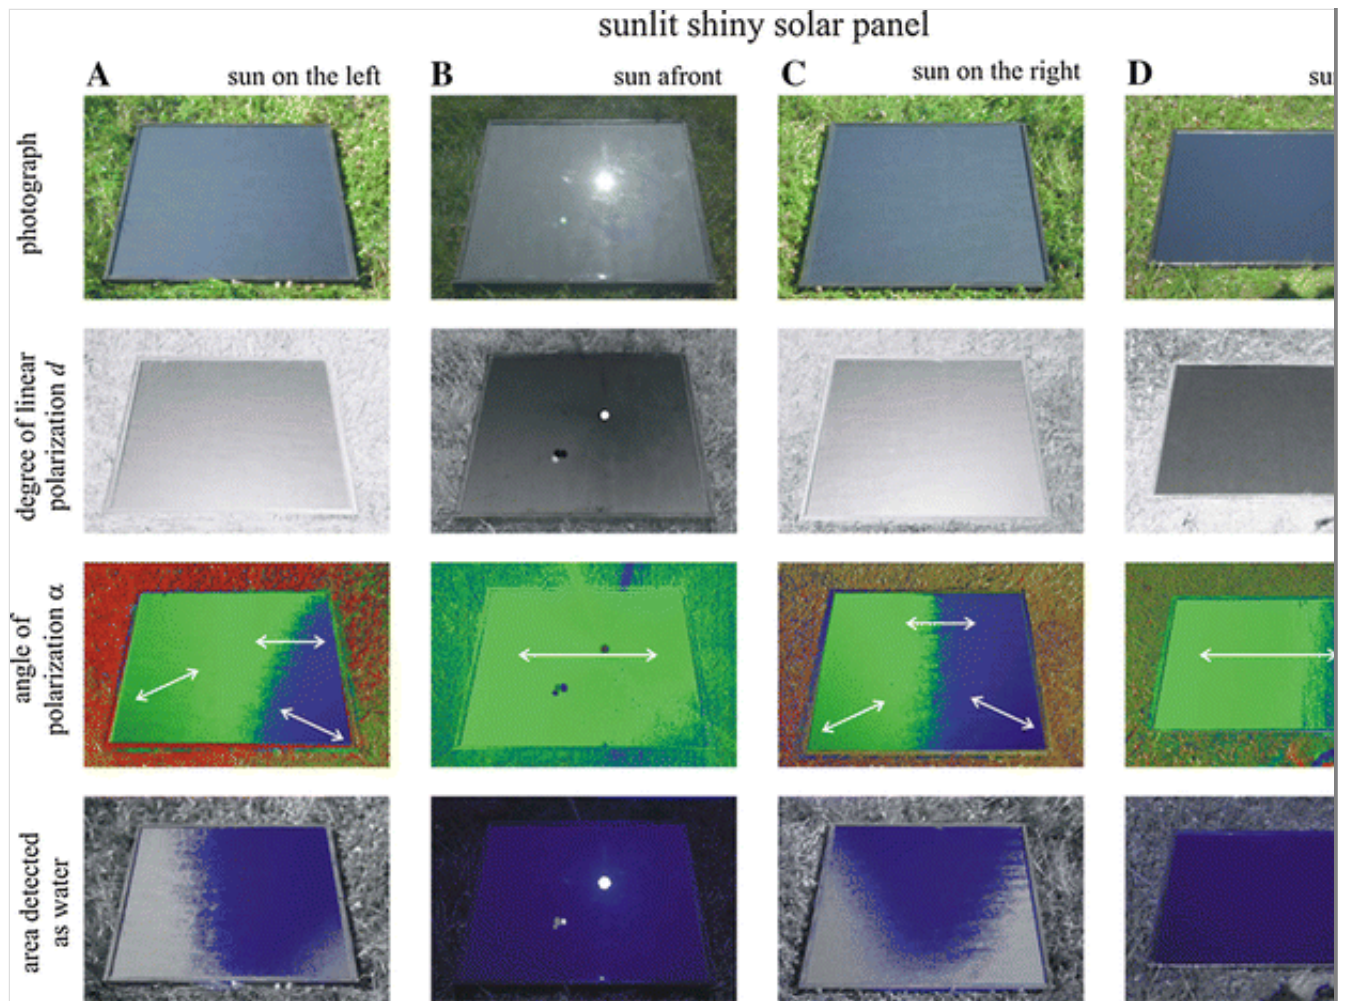 sunlit shiny solar panel
A
sun on the left
B
sun afront
C
sun on the right
D
photograph
degree of linear
polarization d
angle of
polarization α
area detected
as water